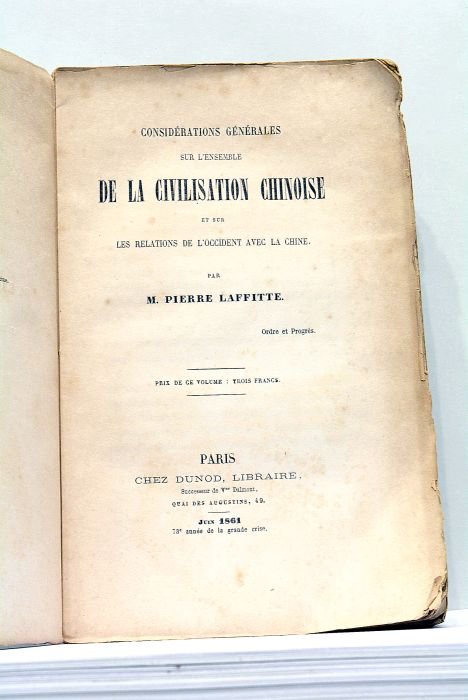 CONSIDÉRATIONS GÉNÉRALES
SUR L'ENSEMBLE
DE LA CIVILISATION CHINOISE
ET SUR
LES RELATIONS DE L'OCCIDENT AVEC LA CHINE.
PAR
M. PIERRE LAFFITTE.
Ordre et Progrès.
PRIX DE CE VOLUME : TROIS FRANCS.
PARIS
CHEZ DUNOD, LIBRAIRE,
Successeur de Vve Dalmont,
QUAI DES AUGUSTINS, 49.
JUIN 1861
73e année de la grande crise.